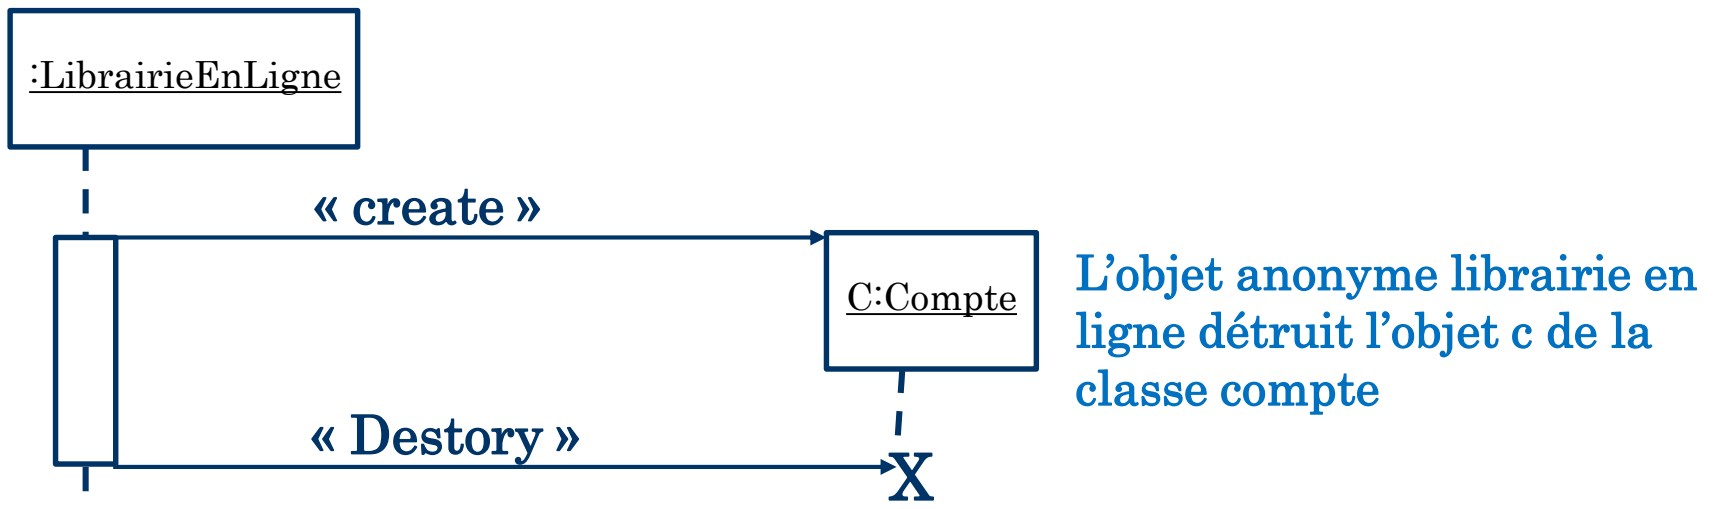 :LibrairieEnLigne
« create »
C:Compte
L’objet anonyme librairie en
ligne détruit l’objet c de la
classe compte
« Destory »
X